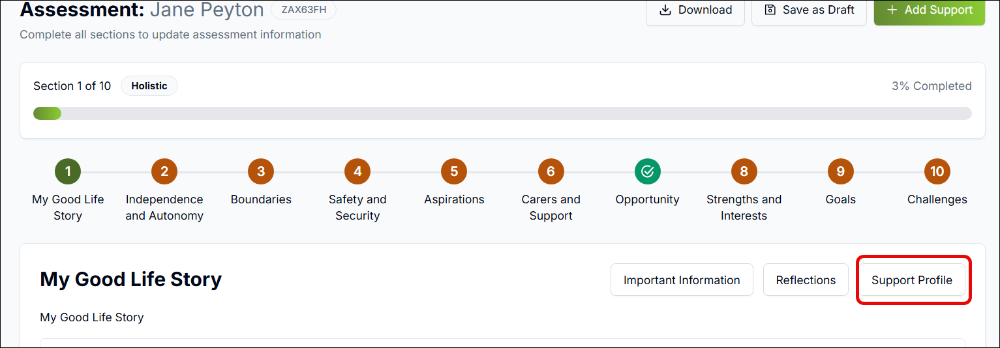 Assessment: Jane Peyton ZAX63FH
Download
Save as Draft
+ Add Support
Complete all sections to update assessment information
Section 1 of 10 Holistic
3% Completed
1
2
3
4
5
6
8
9
10
My Good Life
Story
Independence
and Autonomy
Boundaries
Safety and
Security
Aspirations
Carers and
Support
Opportunity
Strengths and
Interests
Goals
Challenges
My Good Life Story
Important Information
Reflections
Support Profile
My Good Life Story